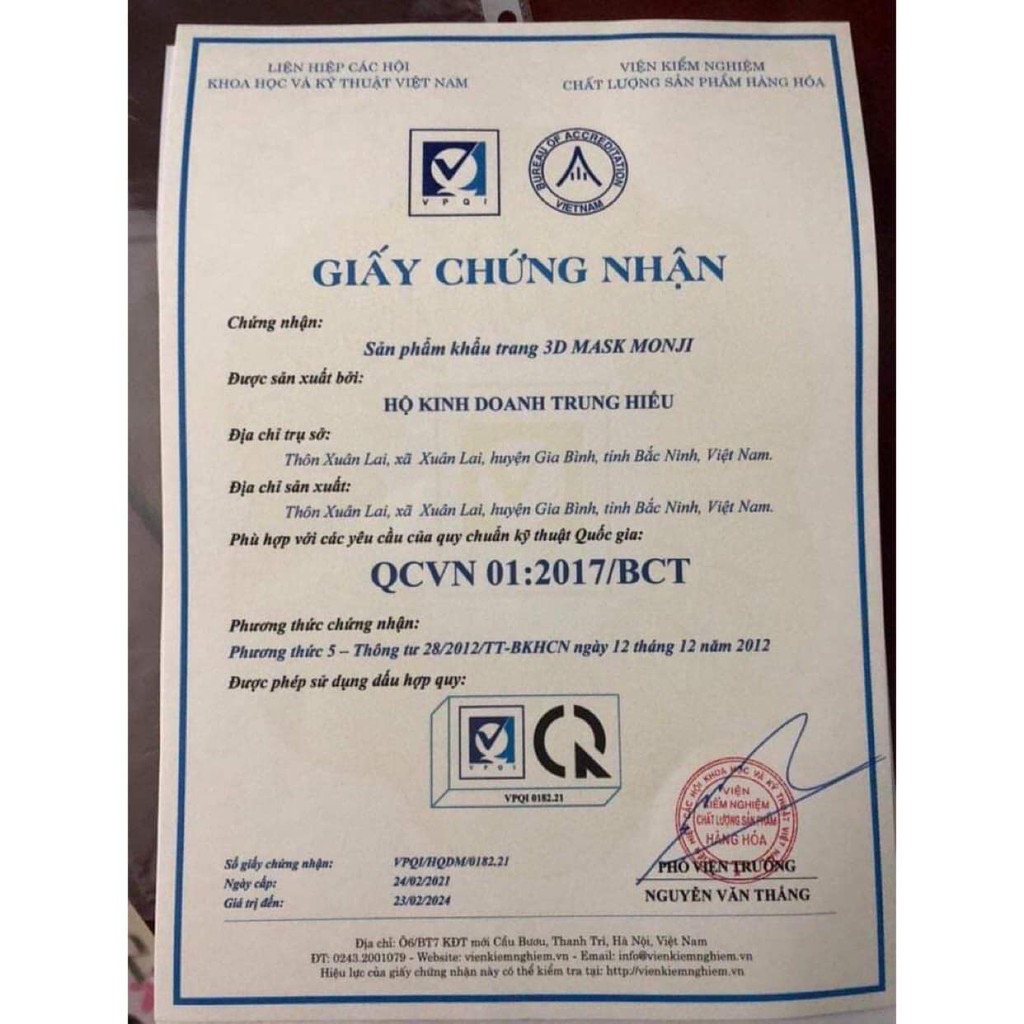 LIÊN HIỆP CÁC HỘI
KHOA HỌC VÀ KỸ THUẬT VIỆT NAM
VIỆN KIỂM NGHIỆM
CHẤT LƯỢNG SẢN PHẨM HÀNG HÓA
VPQI
BUREAU OF ACCREDITATION
VIETNAM
GIẤY CHỨNG NHẬN
Chứng nhận:
Sản phẩm khẩu trang 3D MASK MONJI
Được sản xuất bởi:
HỘ KINH DOANH TRUNG HIẾU
Địa chỉ trụ sở:
Thôn Xuân Lai, xã Xuân Lai, huyện Gia Bình, tỉnh Bắc Ninh, Việt Nam.
Địa chỉ sản xuất:
Thôn Xuân Lai, xã Xuân Lai, huyện Gia Bình, tỉnh Bắc Ninh, Việt Nam.
Phù hợp với các yêu cầu của quy chuẩn kỹ thuật Quốc gia:
QCVN 01:2017/BCT
Phương thức chứng nhận:
Phương thức 5 – Thông tư 28/2012/TT-BKHCN ngày 12 tháng 12 năm 2012
Được phép sử dụng dấu hợp quy:
VPQI
CR
VPQI 0182.21
VIỆN
KIỂM NGHIỆM
CHẤT LƯỢNG SẢN PHẨM
HÀNG HÓA
Số giấy chứng nhận: VPQI/HQDM/0182.21
Ngày cấp: 24/02/2021
Giá trị đến: 23/02/2024
PHÓ VIỆN TRƯỞNG
NGUYỄN VĂN THẮNG
Địa chỉ: Ô6/BT7 KĐT mới Cầu Bươu, Thanh Trì, Hà Nội, Việt Nam
ĐT: 0243.2001079 - Website: vienkiemnghiem.vn - Email: info@vienkiemnghiem.vn
Hiệu lực của giấy chứng nhận này có thể kiểm tra tại: http://vienkiemnghiem.vn